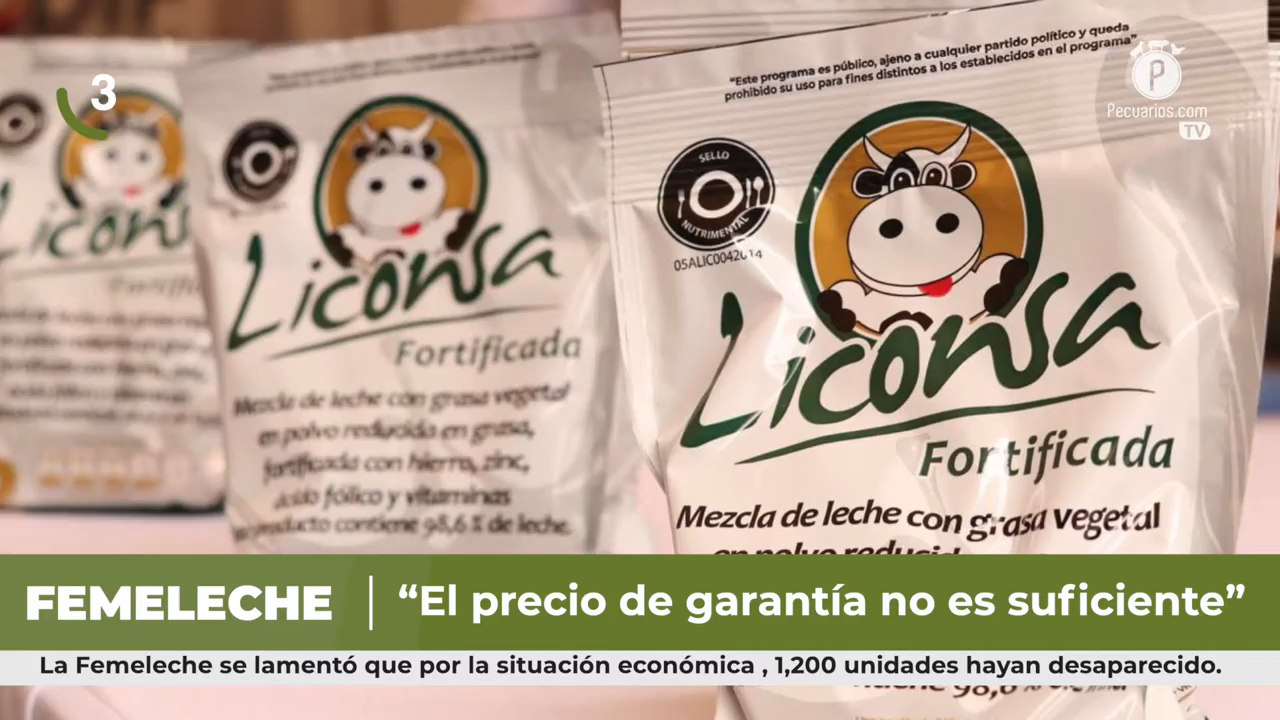 3
"Este programa es público, ajeno a cualquier partido político y queda
prohibido su uso para fines distintos a los establecidos en el programa"
P
Pecuarios.com
TV
SELLO
NUTRIMENTAL
05ALIC0042014
Liconsa
Fortificada
Mezcla de leche con grasa vegetal
Liconsa
Fortificada
Mezcla de leche con grasa vegetal
en polvo reducida en grasa,
fortificada con hierro, zinc,
ácido fólico y vitaminas
producto contiene 98,6% de leche.
Liconsa
FEMELECHE
“El precio de garantía no es suficiente”
La Femeleche se lamentó que por la situación económica , 1,200 unidades hayan desaparecido.